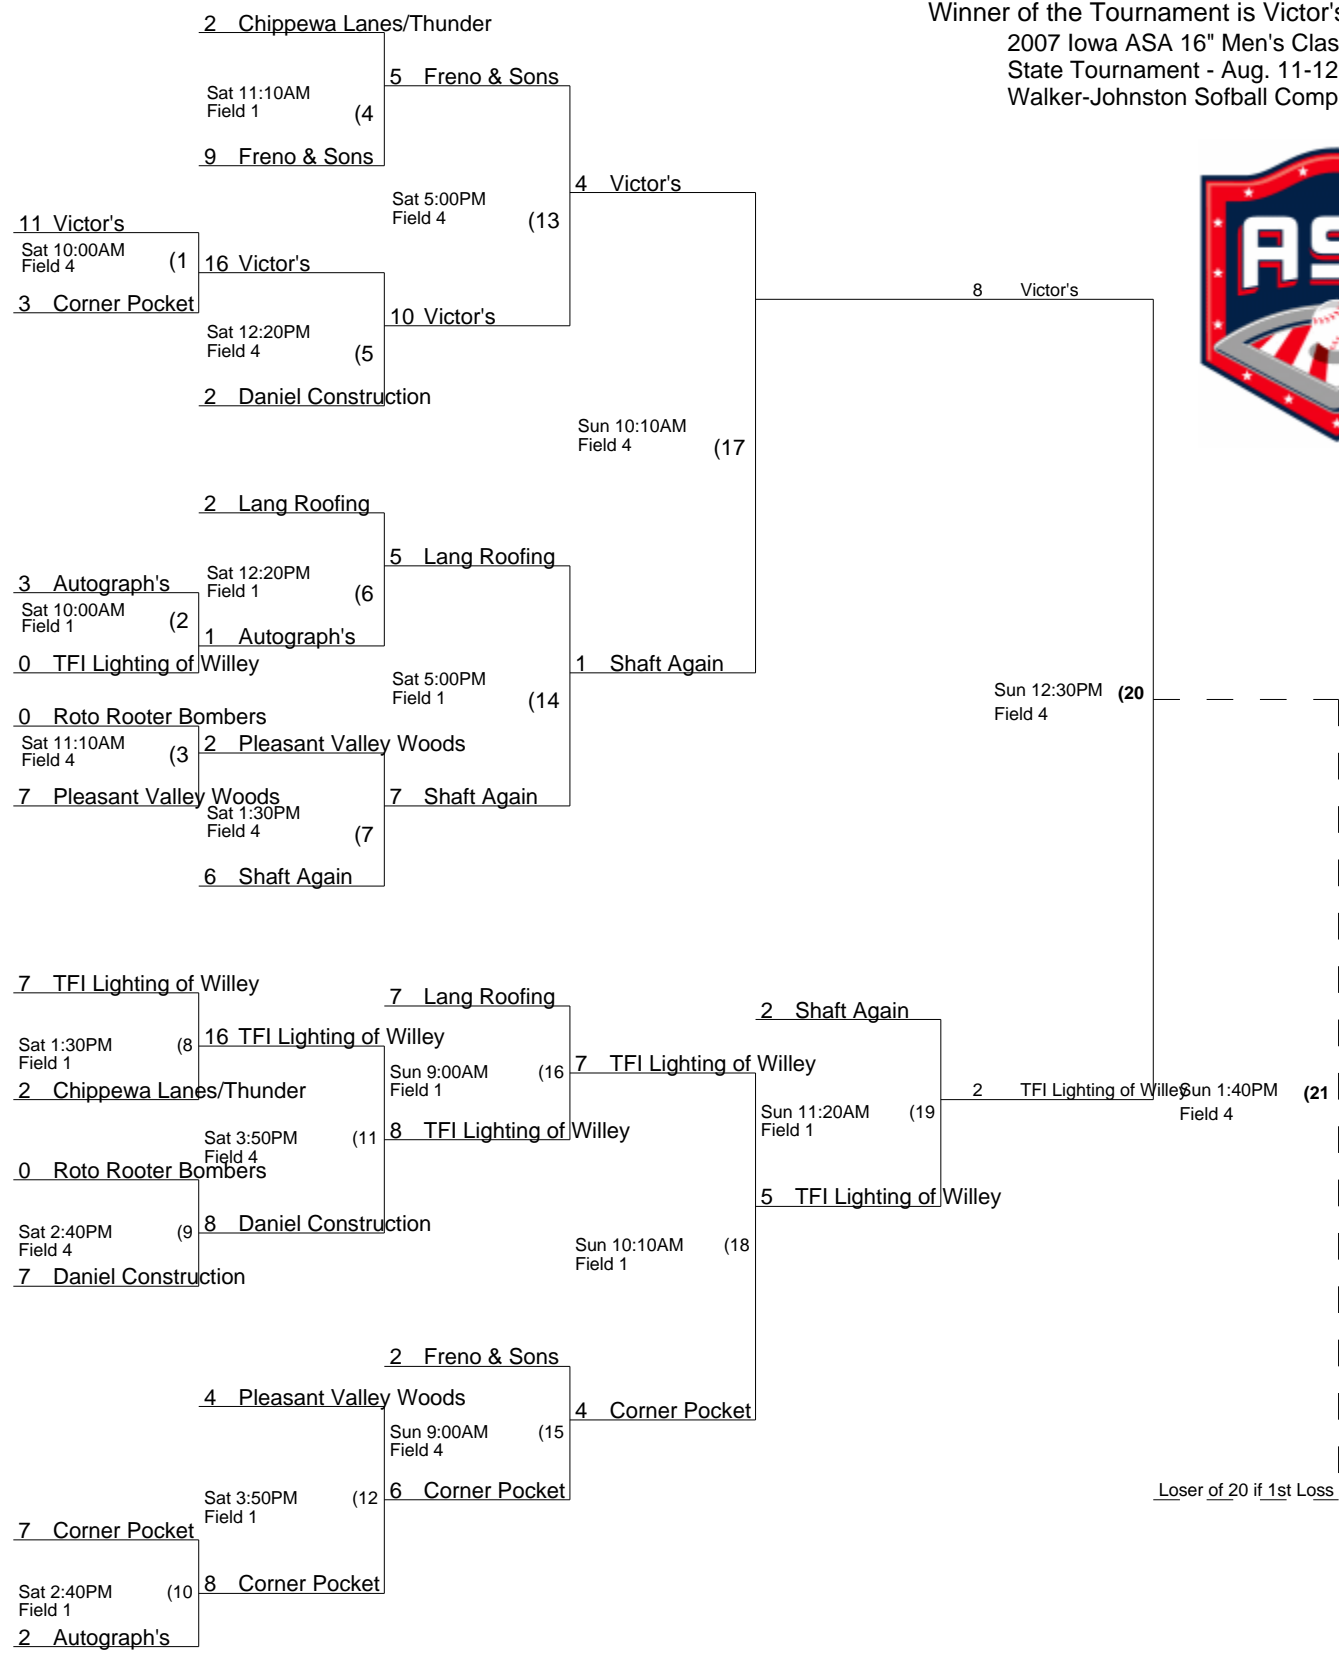 Winner of the Tournament is Victor's
2007 Iowa ASA 16" Men's Clas
State Tournament - Aug. 11-12
Walker-Johnston Sofball Comp
2 Chippewa Lanes/Thunder
Sat 11:10AM
Field 1 (4
5 Freno & Sons
9 Freno & Sons
Sat 5:00PM
Field 4 (13
4 Victor's
11 Victor's
Sat 10:00AM
Field 4 (1
16 Victor's
3 Corner Pocket
Sat 12:20PM
Field 4 (5
10 Victor's
2 Daniel Construction
8 Victor's
Sun 10:10AM
Field 4 (17
2 Lang Roofing
5 Lang Roofing
3 Autograph's
Sat 12:20PM
Field 1 (6
Sat 10:00AM
Field 1 (2
1 Autograph's
0 TFI Lighting of Willey
1 Shaft Again
Sat 5:00PM
Field 1 (14
Sun 12:30PM (20
Field 4
0 Roto Rooter Bombers
Sat 11:10AM
Field 4 (3
2 Pleasant Valley Woods
7 Pleasant Valley Woods
7 Shaft Again
Sat 1:30PM
Field 4 (7
6 Shaft Again
7 TFI Lighting of Willey
7 Lang Roofing
2 Shaft Again
Sat 1:30PM (8
Field 1
16 TFI Lighting of Willey
Sun 9:00AM (16
Field 1
7 TFI Lighting of Willey
2 Chippewa Lanes/Thunder
2 TFI Lighting of Willey
Sun 1:40PM (21
Field 4
Sun 11:20AM (19
Field 1
Sat 3:50PM (11
Field 4
8 TFI Lighting of Willey
0 Roto Rooter Bombers
5 TFI Lighting of Willey
Sat 2:40PM (9
Field 4
8 Daniel Construction
Sun 10:10AM (18
Field 1
7 Daniel Construction
2 Freno & Sons
4 Pleasant Valley Woods
4 Corner Pocket
Sun 9:00AM (15
Field 4
Sat 3:50PM (12
Field 1
6 Corner Pocket
Loser of 20 if 1st Loss
7 Corner Pocket
Sat 2:40PM (10
Field 1
8 Corner Pocket
2 Autograph's